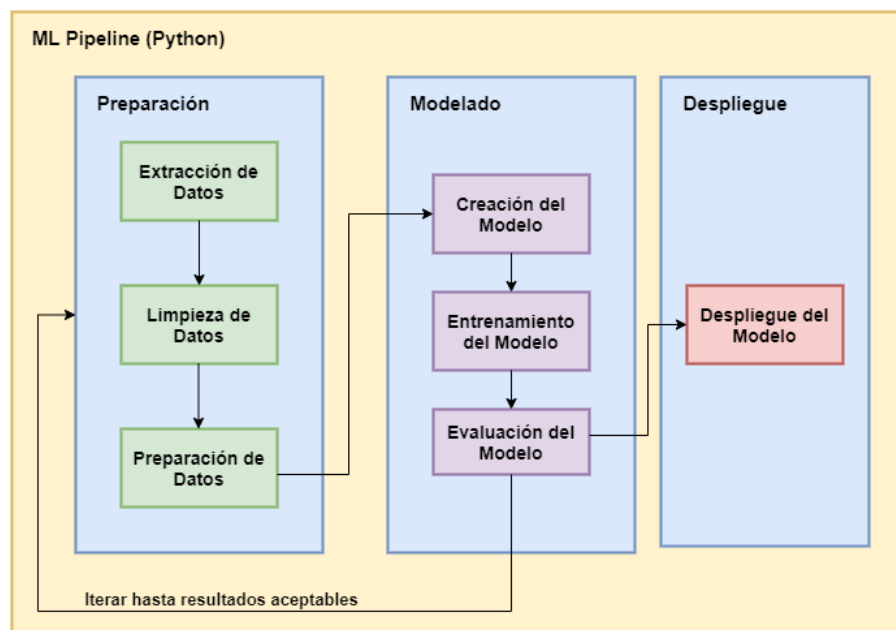 ML Pipeline (Python)
Preparación
Extracción de
Datos
Limpieza de
Datos
Preparación de
Datos
Modelado
Creación del
Modelo
Entrenamiento
del Modelo
Evaluación del
Modelo
Despliegue
Despliegue del
Modelo
Iterar hasta resultados aceptables